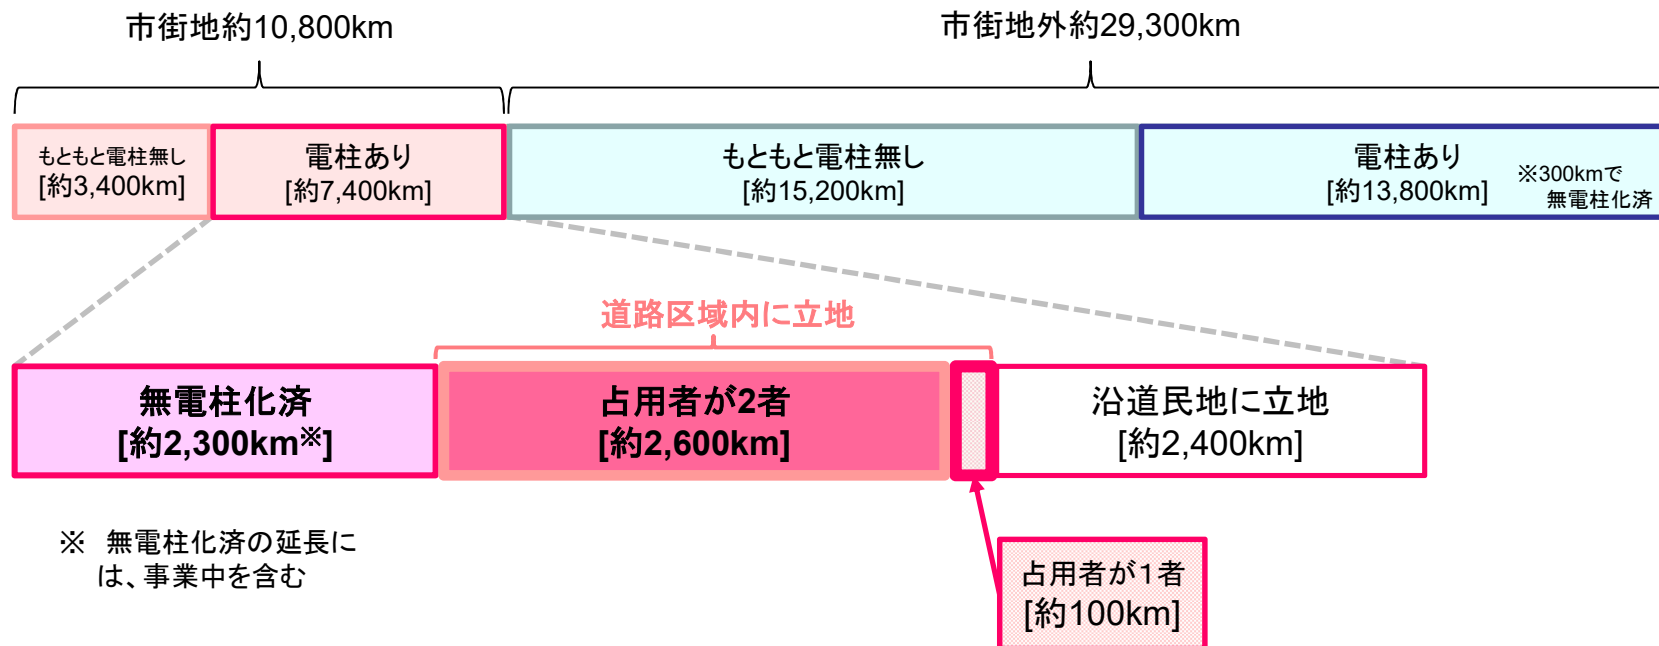 市街地約10,800km
市街地外約29,300km
もともと電柱無し
[約3,400km]
電柱あり
[約7,400km]
もともと電柱無し
[約15,200km]
電柱あり
[約13,800km]
※300kmで
無電柱化済
道路区域内に立地
無電柱化済
[約2,300km※]
占用者が2者
[約2,600km]
沿道民地に立地
[約2,400km]
※ 無電柱化済の延長に
は、事業中を含む
占用者が1者
[約100km]